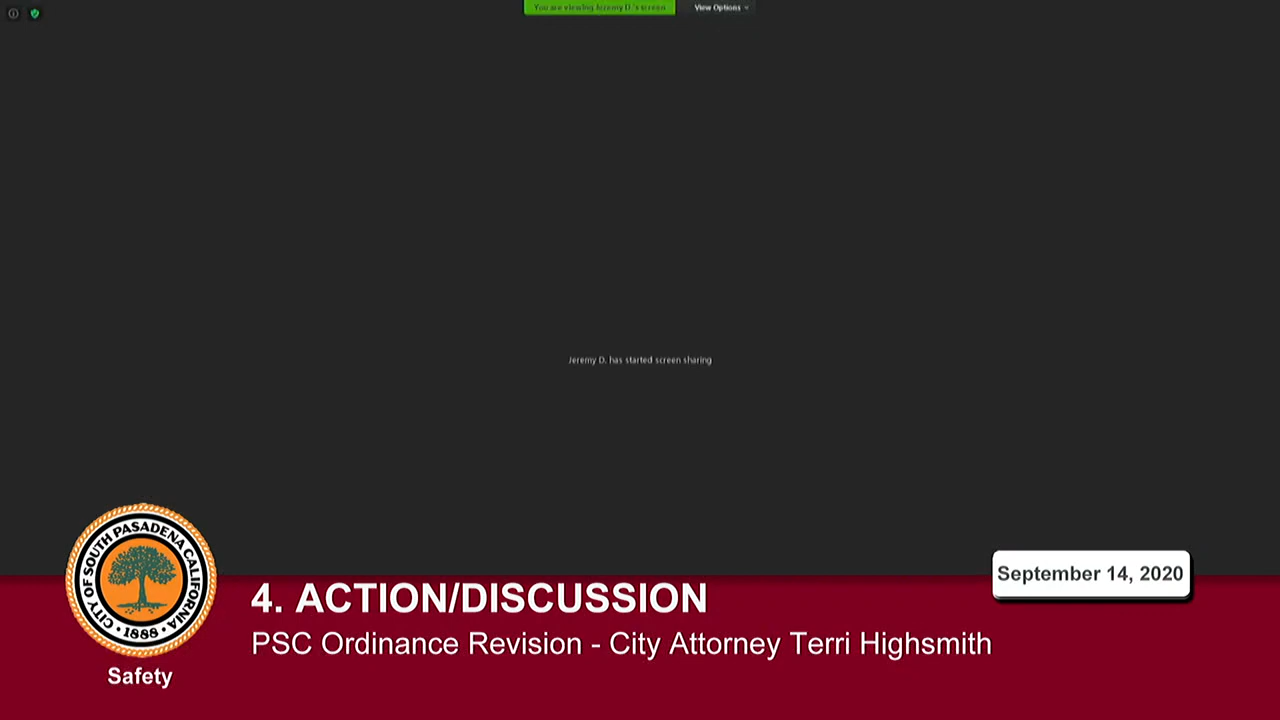 You are viewing Jeremy D.'s screen
View Options
Jeremy D. has started screen sharing
CITY OF SOUTH PASADENA CALIFORNIA
• 1888 •
Safety
September 14, 2020
4. ACTION/DISCUSSION
PSC Ordinance Revision - City Attorney Terri Highsmith